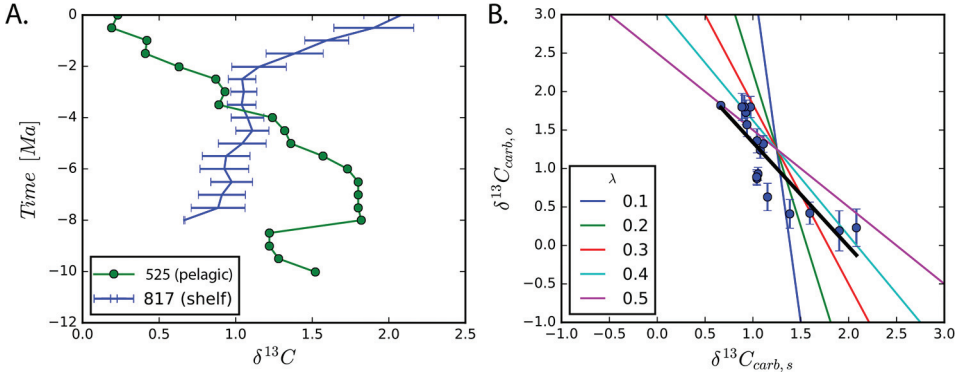 A.
0
−2
−4
−6
−8
−10
−12
Time [Ma]
0.0 0.5 1.0 1.5 2.0 2.5
δ¹³C
525 (pelagic)
817 (shelf)
B.
3.0
2.5
2.0
1.5
1.0
0.5
0.0
−0.5
−1.0
δ¹³C_carb,o
λ
0.1
0.2
0.3
0.4
0.5
−1.0 −0.5 0.0 0.5 1.0 1.5 2.0 2.5 3.0
δ¹³C_carb,s